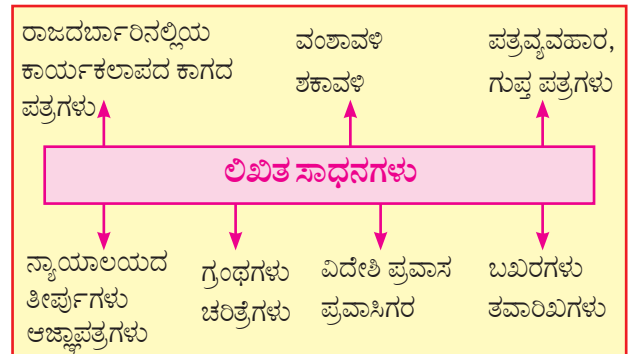 ರಾಜದರ್ಬಾರಿನಲ್ಲಿಯ
ಕಾರ್ಯಕಲಾಪದ ಕಾಗದ
ಪತ್ರಗಳು
ವಂಶಾವಳಿ
ಶಕಾವಳಿ
ಪತ್ರವ್ಯವಹಾರ,
ಗುಪ್ತ ಪತ್ರಗಳು
ಲಿಖಿತ ಸಾಧನಗಳು
ನ್ಯಾಯಾಲಯದ
ತೀರ್ಪುಗಳು
ಆಜ್ಞಾಪತ್ರಗಳು
ಗ್ರಂಥಗಳು
ಚರಿತ್ರೆಗಳು
ವಿದೇಶಿ ಪ್ರವಾಸ
ಪ್ರವಾಸಿಗರ
ಬಖರಗಳು
ತವಾರಿಖಗಳು